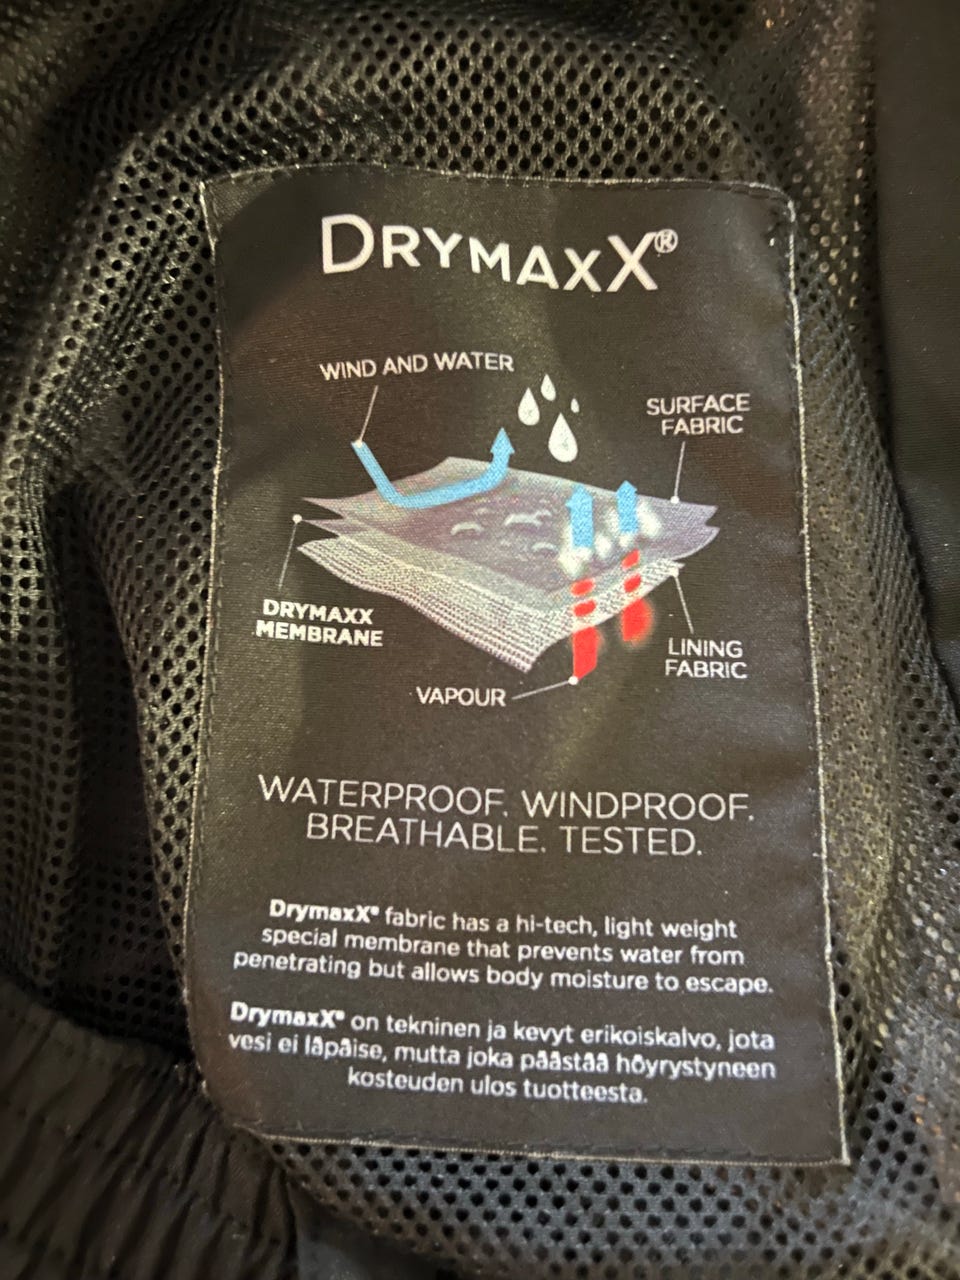 DRYMAXX®
WIND AND WATER
SURFACE
FABRIC
DRYMAXX
MEMBRANE
LINING
FABRIC
VAPOUR
WATERPROOF. WINDPROOF.
BREATHABLE. TESTED.
DrymaxX® fabric has a hi-tech, light weight
special membrane that prevents water from
penetrating but allows body moisture to escape.
DrymaxX® on tekninen ja kevyt erikoiskalvo, jota
vesi ei läpäise, mutta joka päästää höyrystyneen
kosteuden ulos tuotteesta.